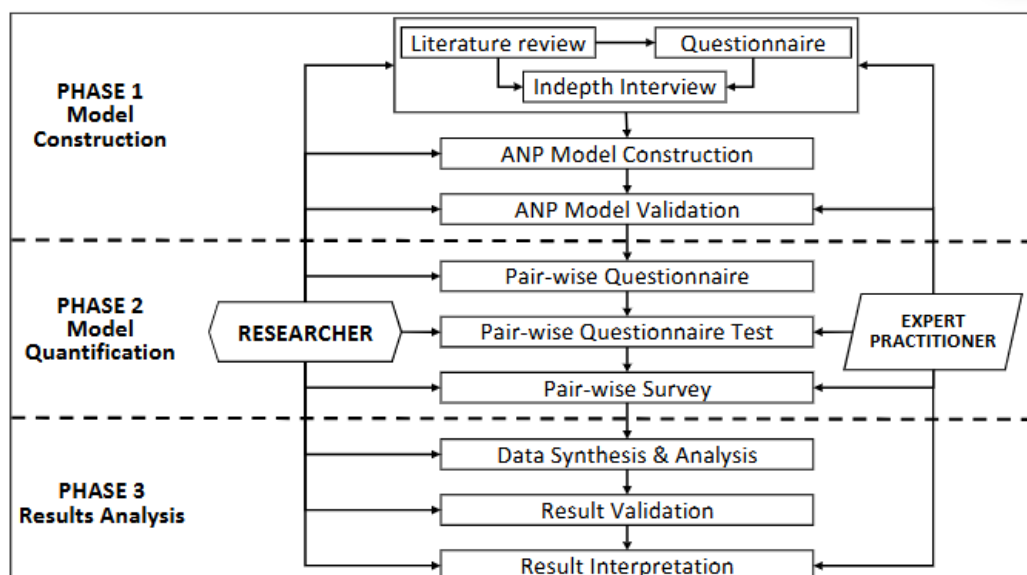 PHASE 1
Model
Construction
Literature review
Questionnaire
Indepth Interview
ANP Model Construction
ANP Model Validation
PHASE 2
Model
Quantification
RESEARCHER
Pair-wise Questionnaire
Pair-wise Questionnaire Test
Pair-wise Survey
EXPERT
PRACTITIONER
PHASE 3
Results Analysis
Data Synthesis & Analysis
Result Validation
Result Interpretation